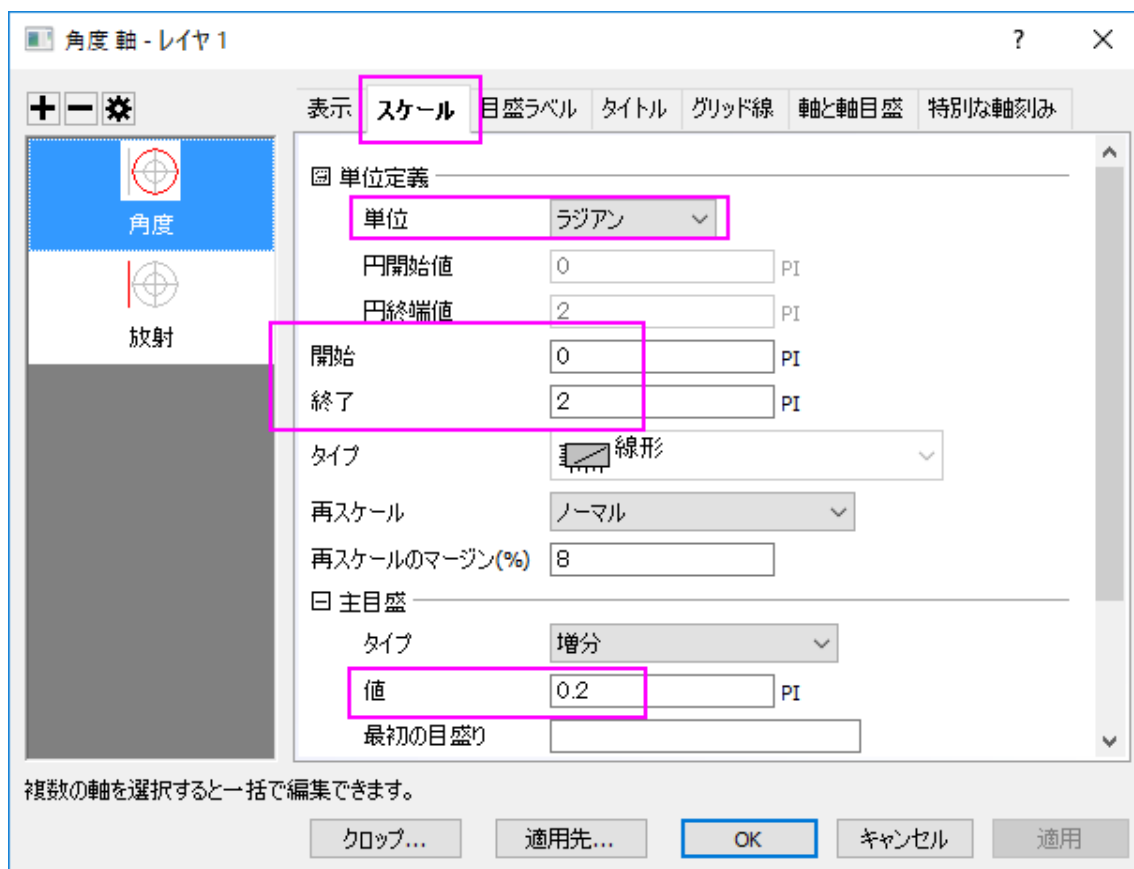 角度 軸 - レイヤ 1
?
表示 スケール 目盛ラベル タイトル グリッド線 軸と軸目盛 特別な軸刻み
角度
放射
単位定義
単位 ラジアン
円開始値 0 PI
円終端値 2 PI
開始 0 PI
終了 2 PI
タイプ 線形
再スケール ノーマル
再スケールのマージン(%) 8
主目盛
タイプ 増分
値 0.2 PI
最初の目盛り
複数の軸を選択すると一括で編集できます。
クロップ... 適用先... OK キャンセル 適用